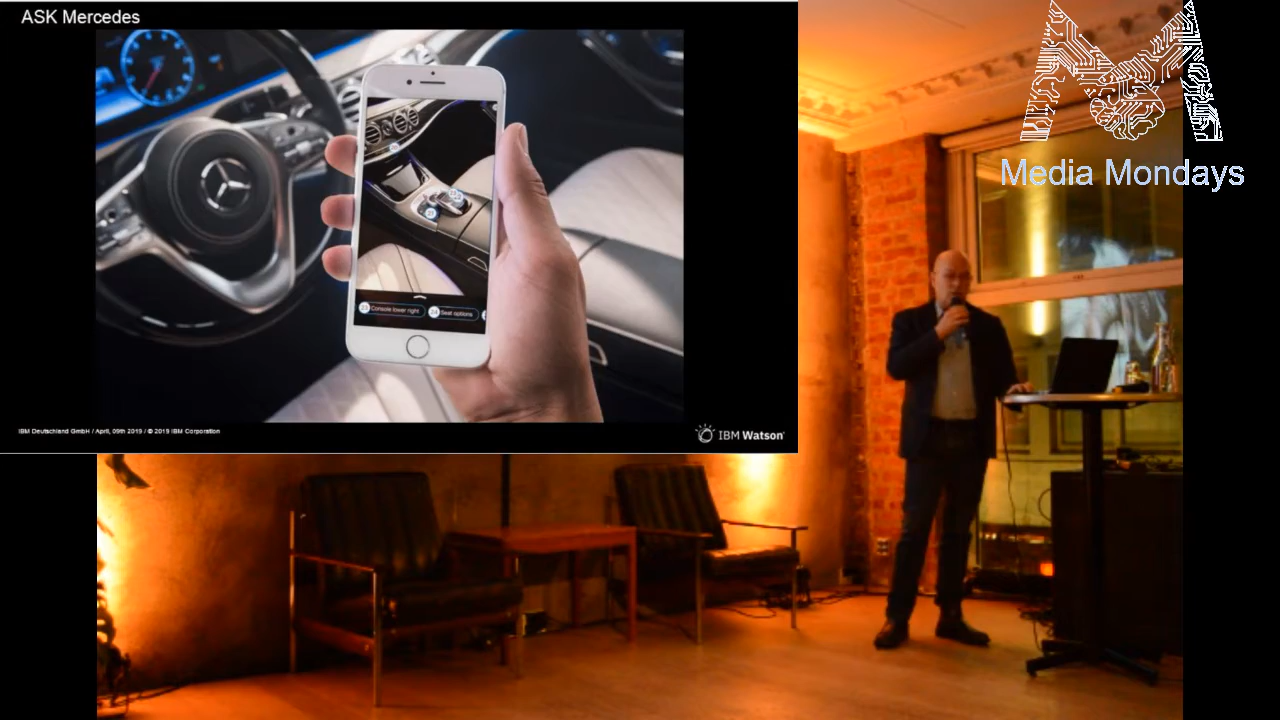 ASK Mercedes
Media Mondays
Console lower right
Seat options
IBM Deutschland GmbH / April, 09th 2019 / © 2019 IBM Corporation
IBM Watson